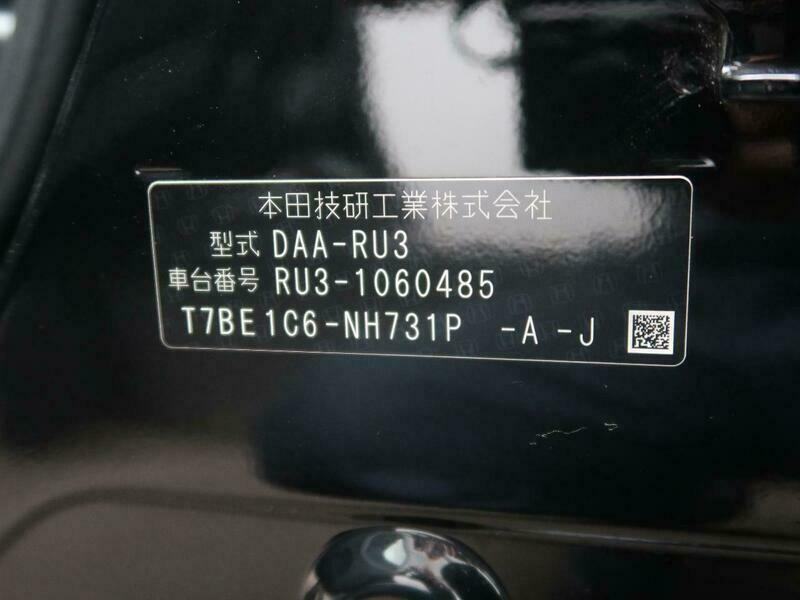 本田技研工業株式会社
型式 DAA-RU3
車台番号 RU3-1060485
T7BE1C6-NH731P -A-J